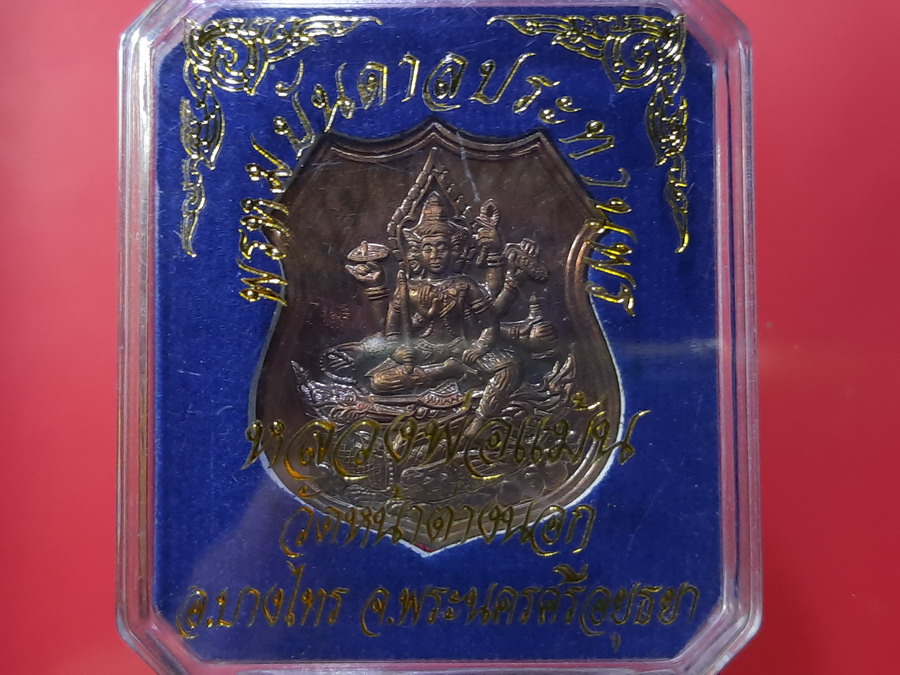 พรหมบันดาลประทานพร
หลวงพ่อแม้น
วัดหน้าต่างนอก
อ.บางไทร จ.พระนครศรีอยุธยา